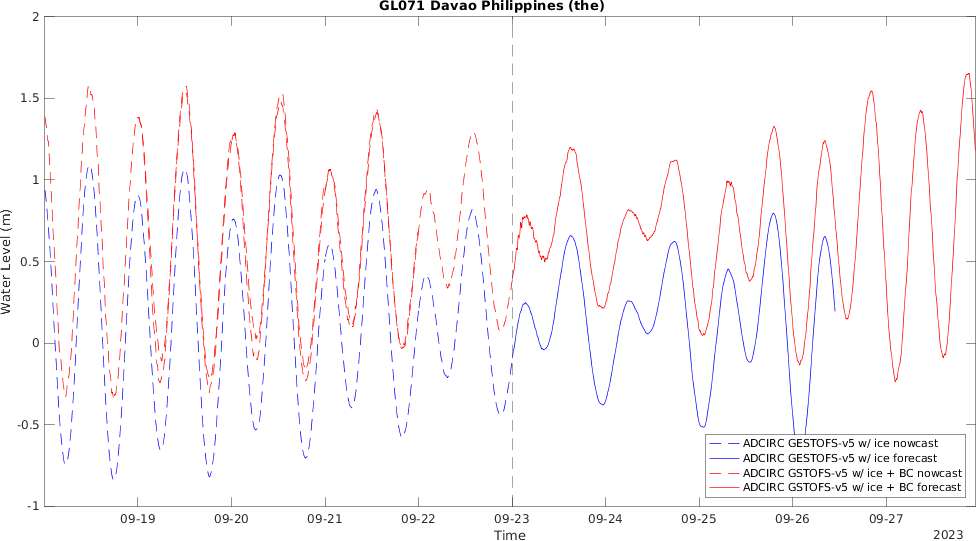 GL071 Davao Philippines (the)
2
1.5
1
0.5
0
-0.5
-1
Water Level (m)
ADCIRC GESTOFS-v5 w/ ice nowcast
ADCIRC GESTOFS-v5 w/ ice forecast
ADCIRC GSTOFS-v5 w/ ice + BC nowcast
ADCIRC GSTOFS-v5 w/ ice + BC forecast
09-19 09-20 09-21 09-22 09-23 09-24 09-25 09-26 09-27
Time
2023